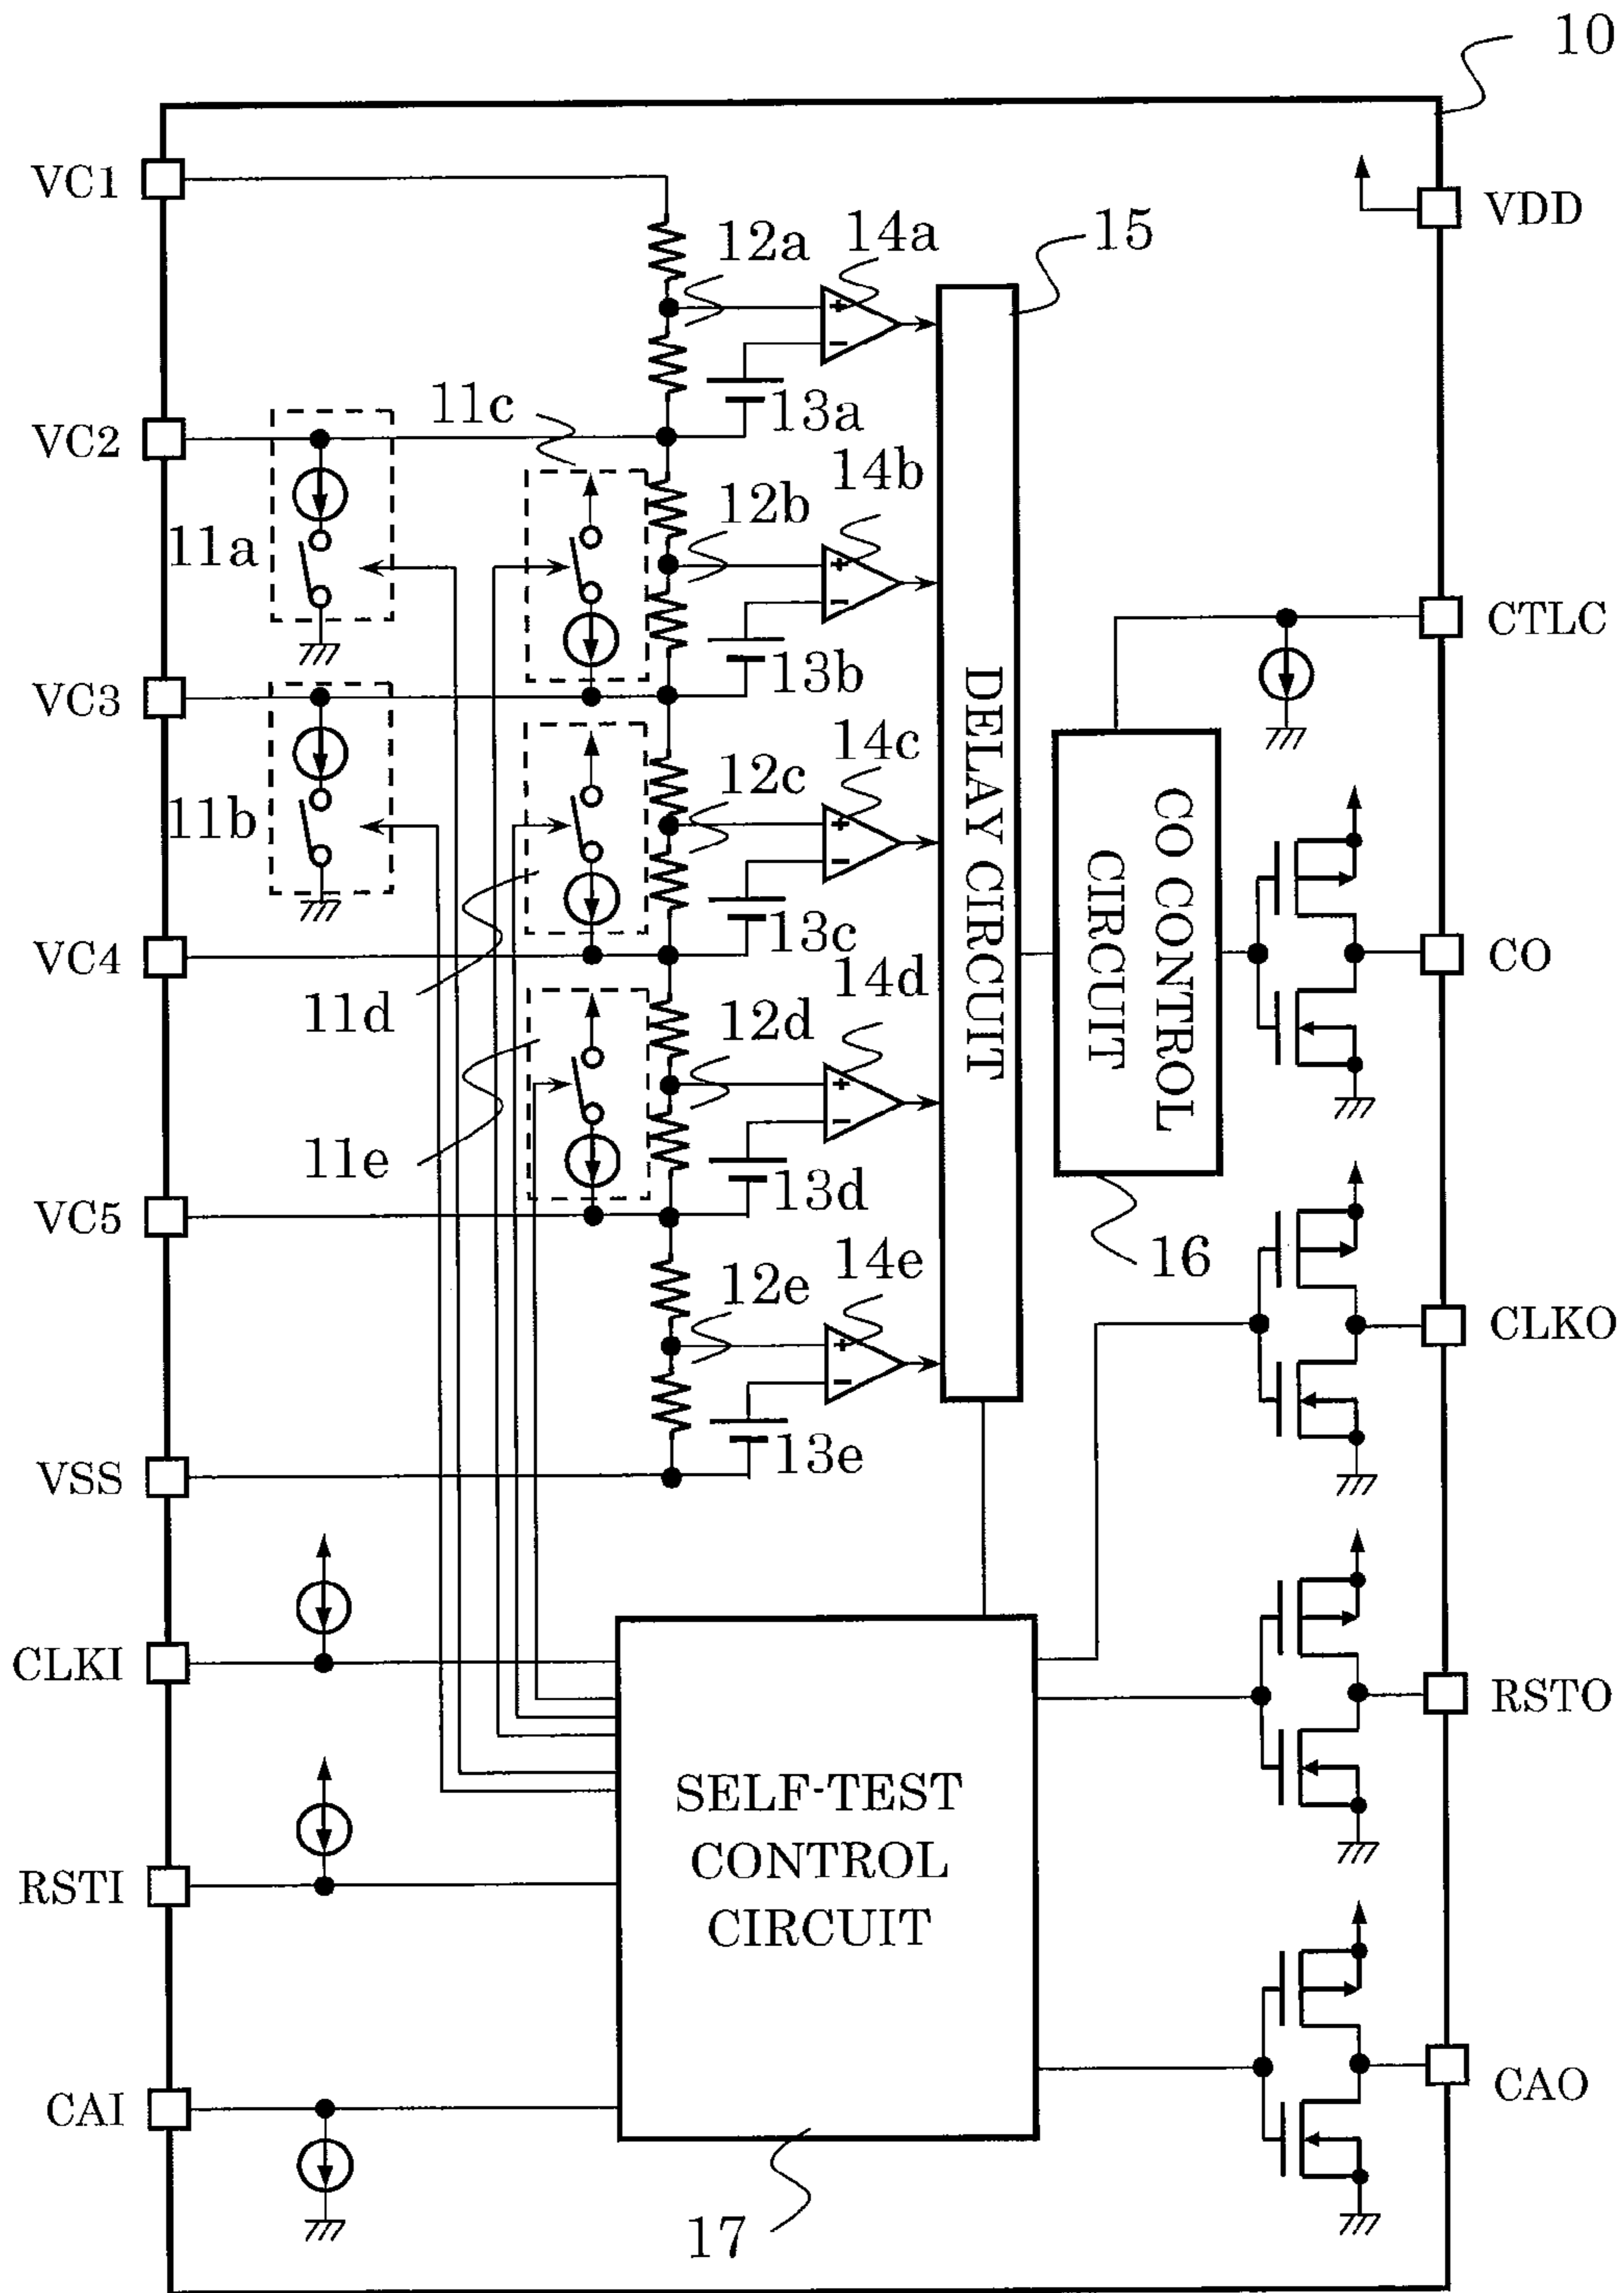 10
VC1
VDD
12a
14a
15
+
−
13a
11c
VC2
14b
11a
12b
+
−
CTLC
13b
VC3
14c
11b
12c
+
−
DELAY CIRCUIT
CO CONTROL
CIRCUIT
13c
VC4
CO
14d
11d
12d
+
−
11e
13d
VC5
16
14e
12e
CLKO
+
−
13e
VSS
CLKI
RSTO
SELF-TEST
CONTROL
CIRCUIT
RSTI
CAO
CAI
17